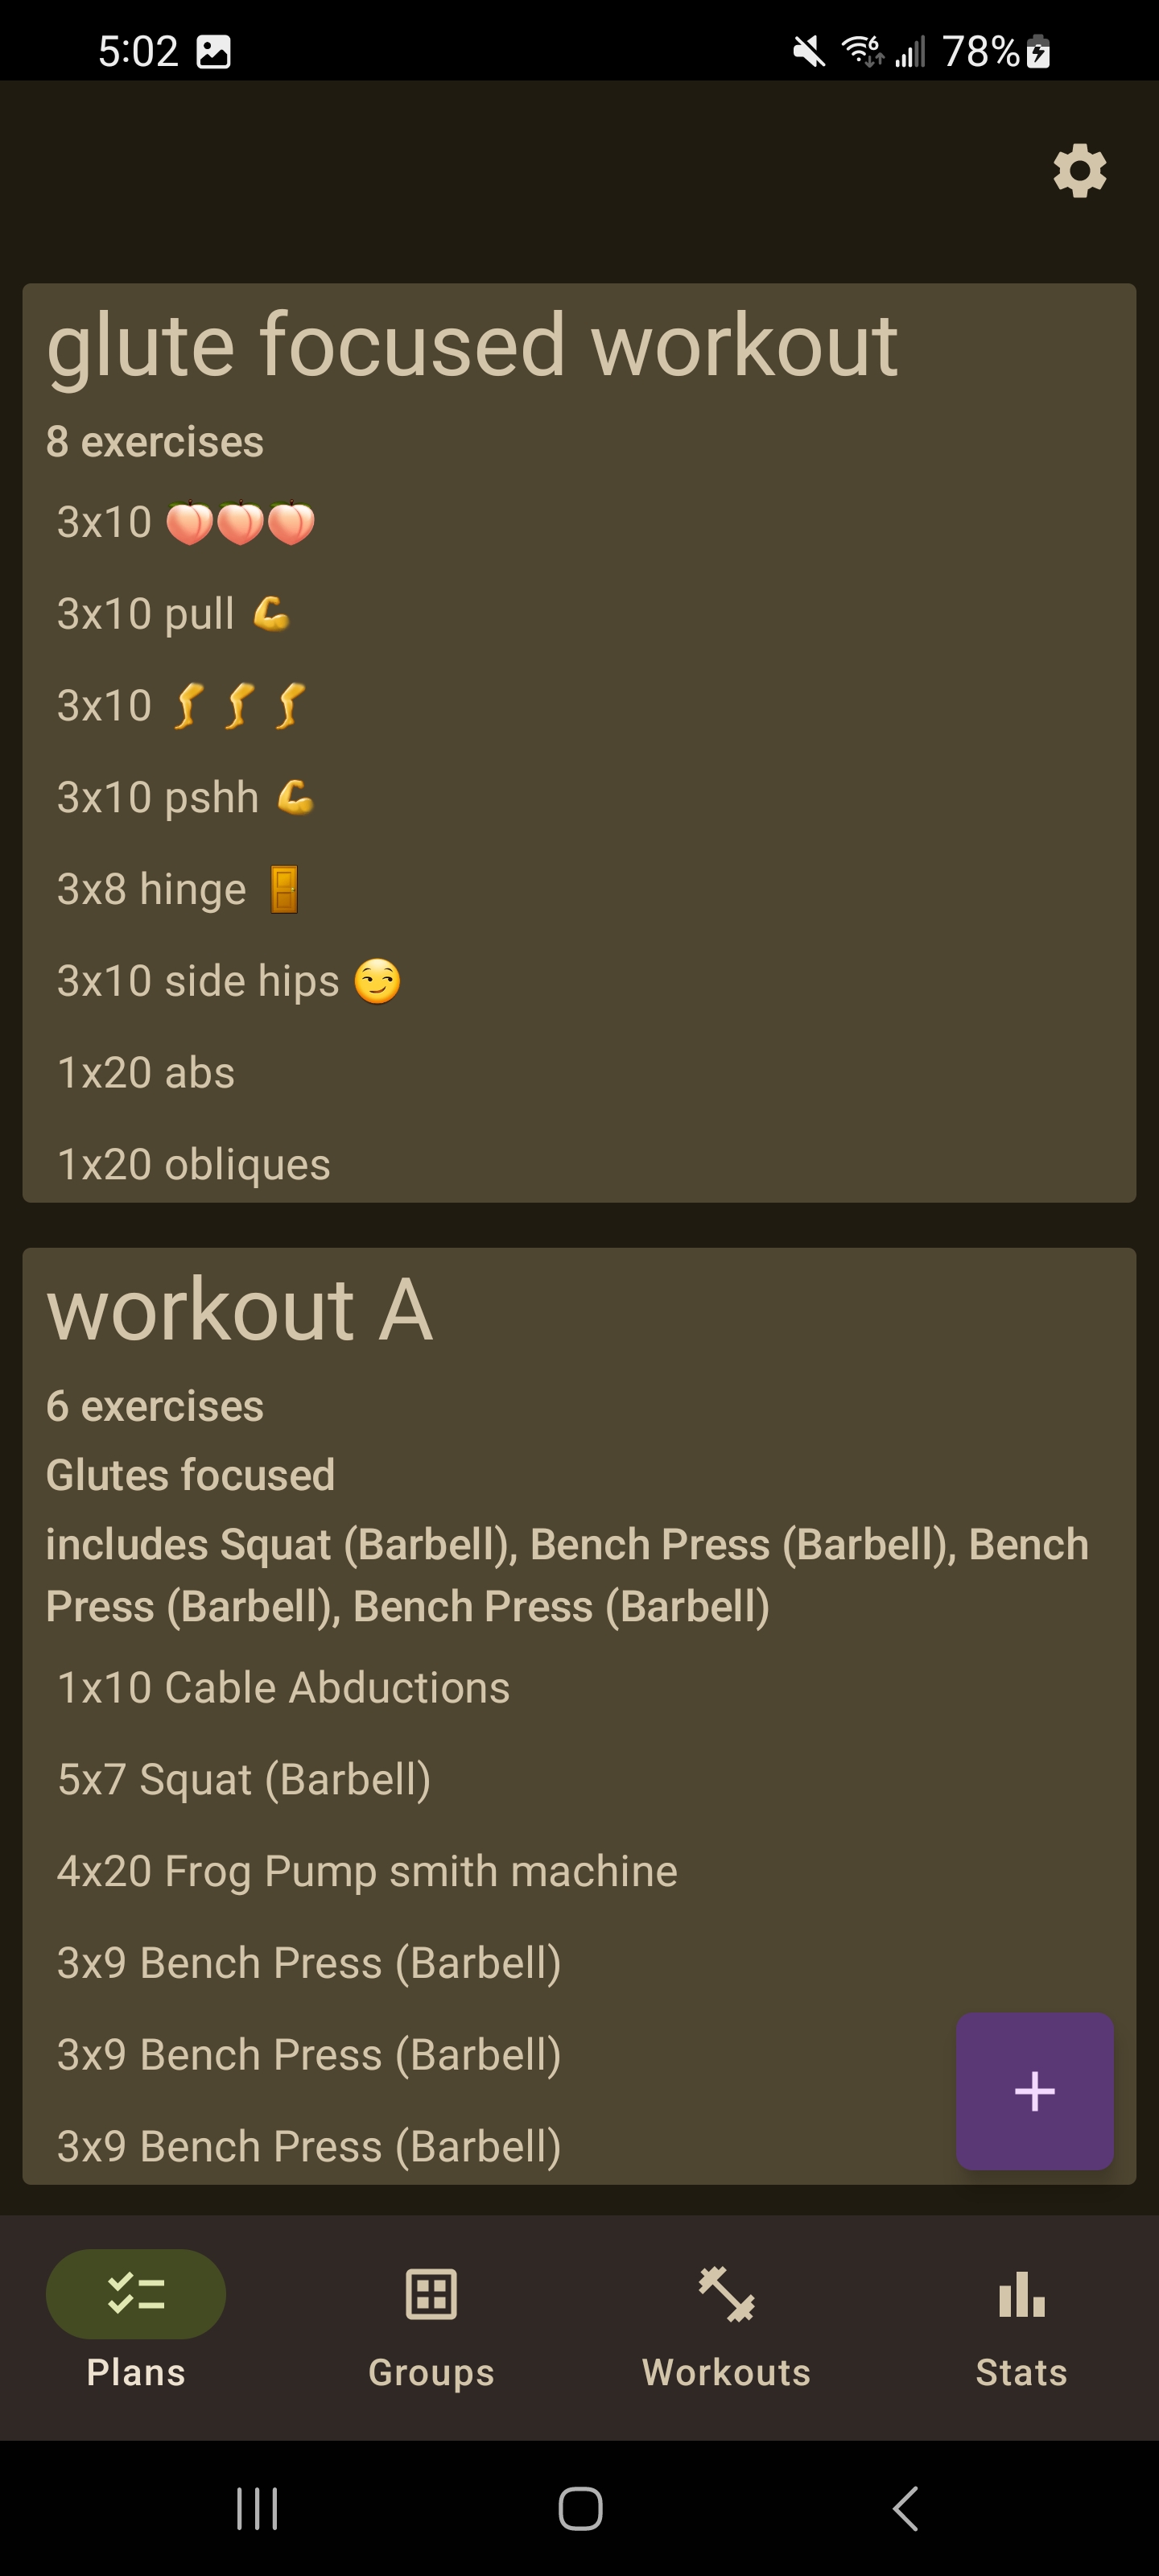 5:02
78%
glute focused workout
8 exercises
3x10 🍑🍑🍑
3x10 pull 💪
3x10 🦵🦵🦵
3x10 pshh 💪
3x8 hinge 🚪
3x10 side hips 😏
1x20 abs
1x20 obliques
workout A
6 exercises
Glutes focused
includes Squat (Barbell), Bench Press (Barbell), Bench
Press (Barbell), Bench Press (Barbell)
1x10 Cable Abductions
5x7 Squat (Barbell)
4x20 Frog Pump smith machine
3x9 Bench Press (Barbell)
3x9 Bench Press (Barbell)
3x9 Bench Press (Barbell)
Plans
Groups
Workouts
Stats